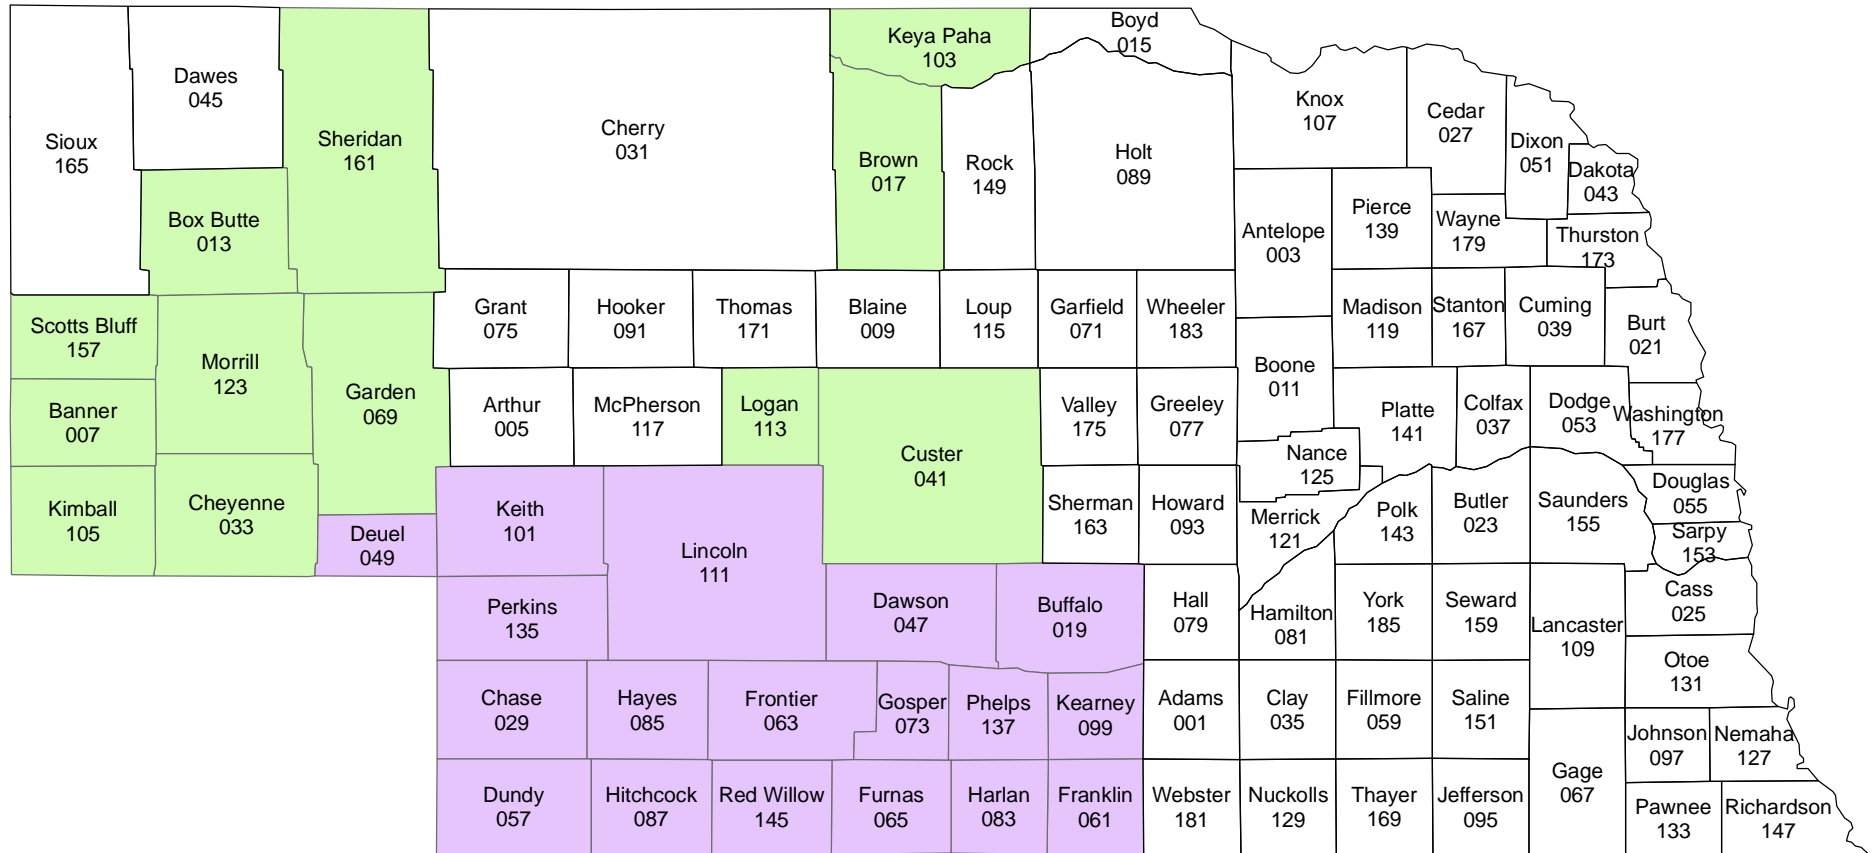 Boyd
015
Keya Paha
103
Dawes
045
Sioux
165
Sheridan
161
Cherry
031
Brown
017
Rock
149
Holt
089
Knox
107
Cedar
027
Dixon
051
Dakota
043
Box Butte
013
Antelope
003
Pierce
139
Wayne
179
Thurston
173
Scotts Bluff
157
Morrill
123
Garden
069
Grant
075
Hooker
091
Thomas
171
Blaine
009
Loup
115
Garfield
071
Wheeler
183
Boone
011
Madison
119
Stanton
167
Cuming
039
Burt
021
Banner
007
Arthur
005
McPherson
117
Logan
113
Custer
041
Valley
175
Greeley
077
Platte
141
Colfax
037
Dodge
053
Washington
177
Nance
125
Kimball
105
Cheyenne
033
Deuel
049
Keith
101
Lincoln
111
Sherman
163
Howard
093
Merrick
121
Polk
143
Butler
023
Saunders
155
Douglas
055
Sarpy
153
Perkins
135
Dawson
047
Buffalo
019
Hall
079
Hamilton
081
York
185
Seward
159
Lancaster
109
Cass
025
Otoe
131
Chase
029
Hayes
085
Frontier
063
Gosper
073
Phelps
137
Kearney
099
Adams
001
Clay
035
Fillmore
059
Saline
151
Johnson
097
Nemaha
127
Dundy
057
Hitchcock
087
Red Willow
145
Furnas
065
Harlan
083
Franklin
061
Webster
181
Nuckolls
129
Thayer
169
Jefferson
095
Gage
067
Pawnee
133
Richardson
147